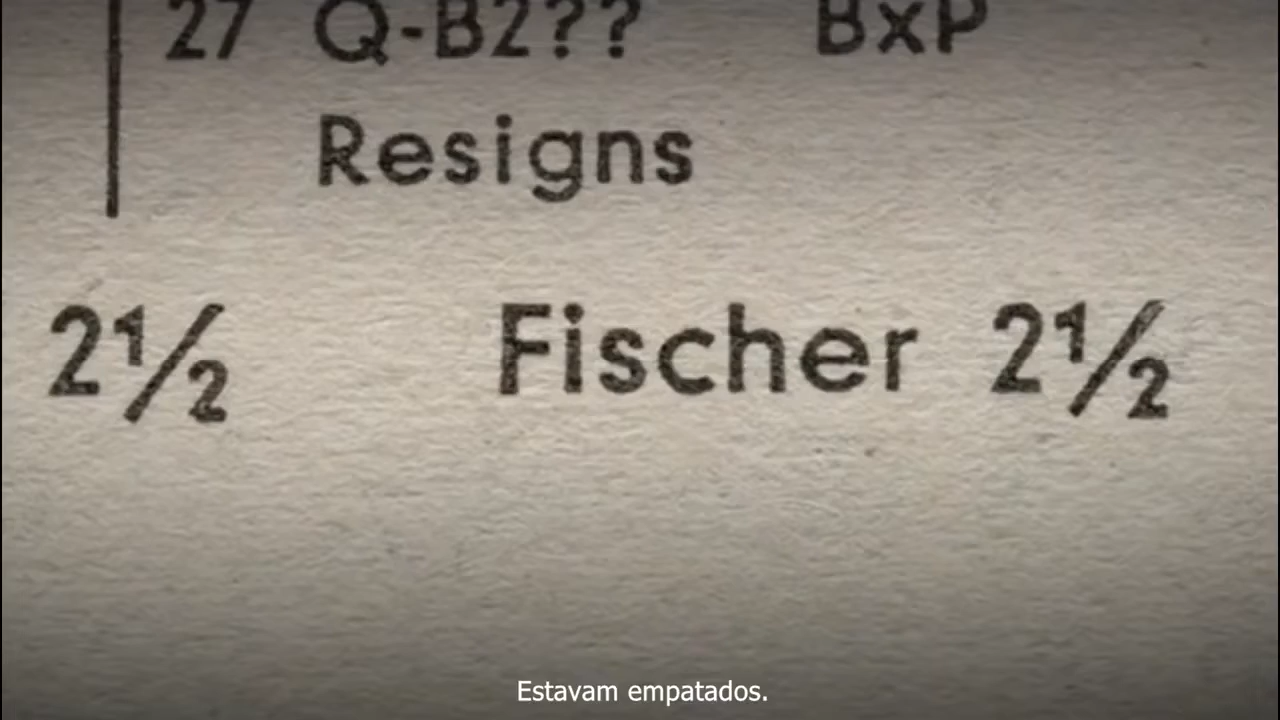 27 Q-B2?? BxP
Resigns
2½ Fischer 2½
Estavam empatados.